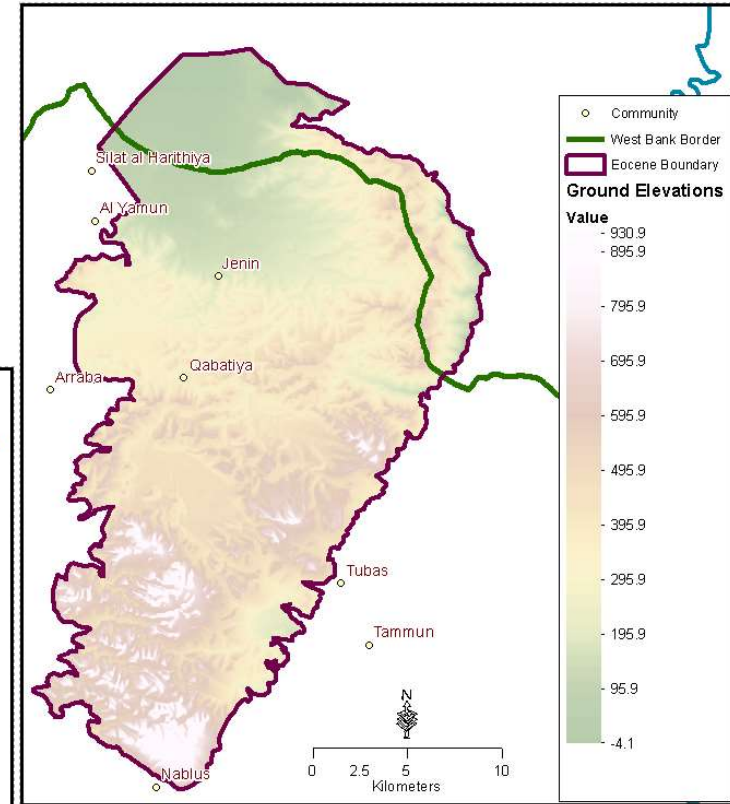 Silat al Harithiya
Al Yamun
Jenin
Qabatiya
Arraba
Tubas
Tammun
Nablus
N
0 2.5 5 10
Kilometers
Community
West Bank Border
Eocene Boundary
Ground Elevations
Value
- 930.9
- 895.9
- 795.9
- 695.9
- 595.9
- 495.9
- 395.9
- 295.9
- 195.9
- 95.9
-4.1